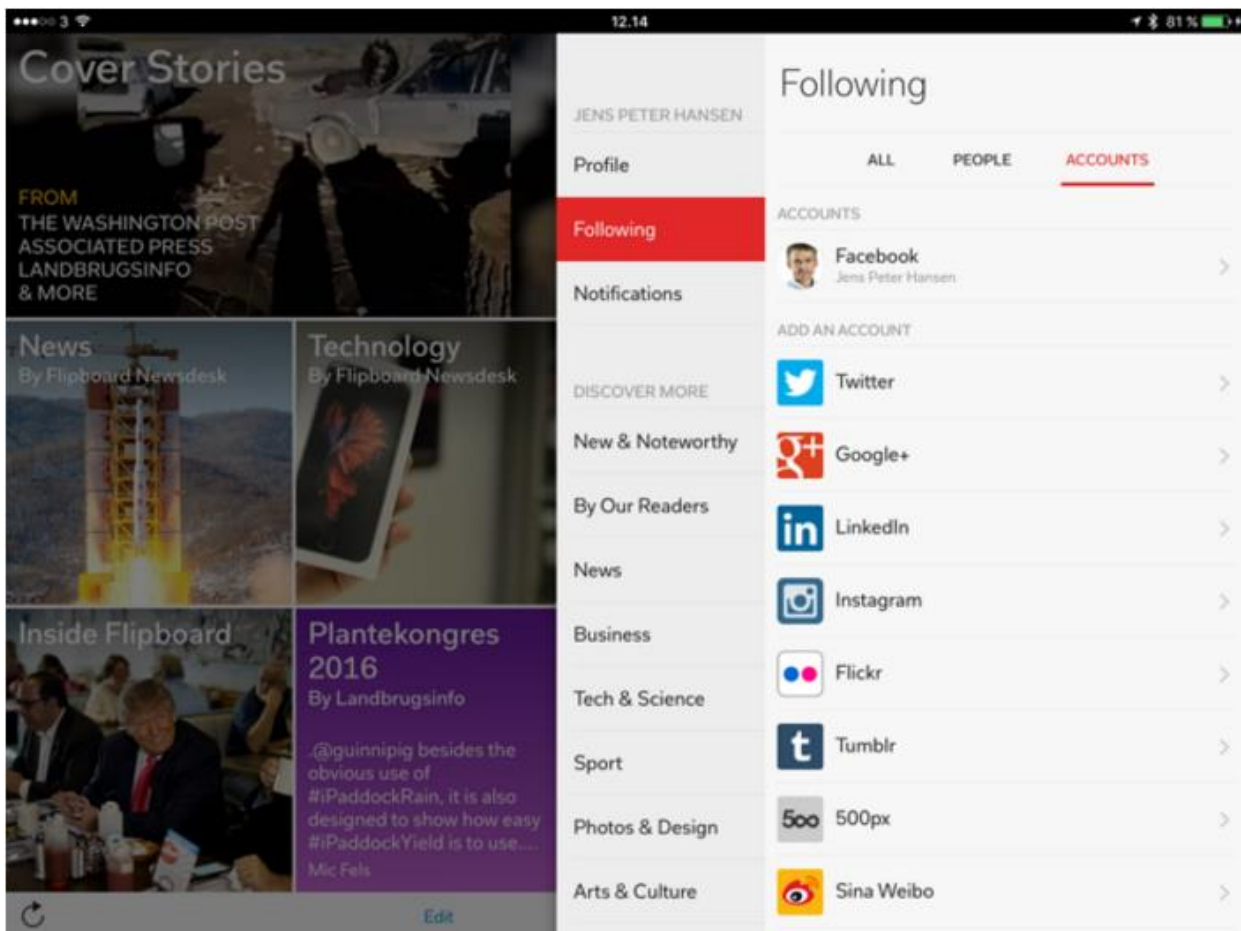 3
12.14
81 %
Cover Stories
FROM
THE WASHINGTON POST
ASSOCIATED PRESS
LANDBRUGSINFO
& MORE
News
By Flipboard Newsdesk
Technology
By Flipboard Newsdesk
Inside Flipboard
Plantekongres
2016
By Landbrugsinfo
.@guinnipig besides the
obvious use of
#iPaddockRain, it is also
designed to show how easy
#iPaddockYield is to use....
Mic Fels
Edit
JENS PETER HANSEN
Profile
Following
Notifications
DISCOVER MORE
New & Noteworthy
By Our Readers
News
Business
Tech & Science
Sport
Photos & Design
Arts & Culture
Following
ALL PEOPLE ACCOUNTS
ACCOUNTS
Facebook
Jens Peter Hansen
ADD AN ACCOUNT
Twitter
g+ Google+
in LinkedIn
Instagram
Flickr
t Tumblr
500 500px
Sina Weibo